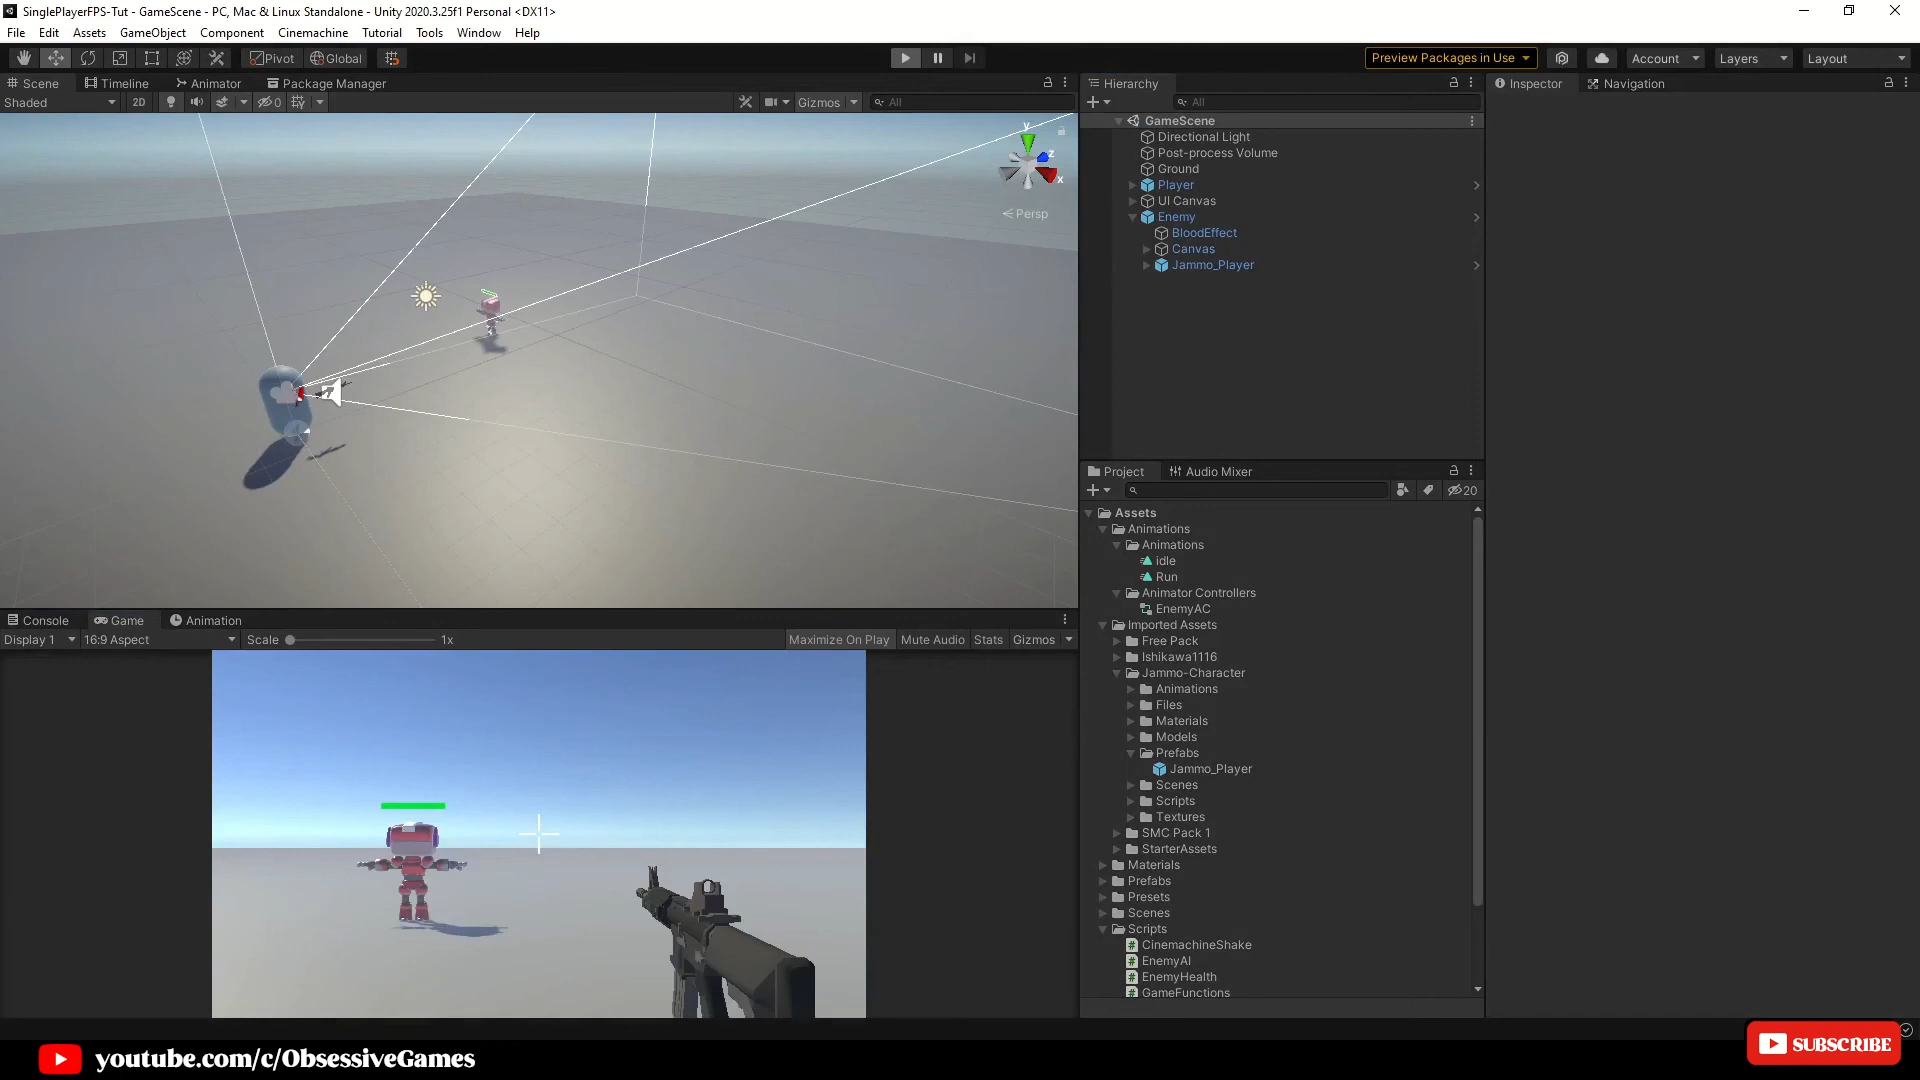 SinglePlayerFPS-Tut - GameScene - PC, Mac & Linux Standalone - Unity 2020.3.25f1 Personal <DX11>
File Edit Assets GameObject Component Cinemachine Tutorial Tools Window Help
Pivot Global Preview Packages in Use Account Layers Layout
Scene Timeline Animator Package Manager
Shaded 2D 0 Gizmos All
y
z
x
Persp
Hierarchy
All
GameScene
Directional Light
Post-process Volume
Ground
Player
UI Canvas
Enemy
BloodEffect
Canvas
Jammo_Player
Inspector Navigation
Project Audio Mixer
20
Assets
Animations
Animations
idle
Run
Animator Controllers
EnemyAC
Imported Assets
Free Pack
Ishikawa1116
Jammo-Character
Animations
Files
Materials
Models
Prefabs
Jammo_Player
Scenes
Scripts
Textures
SMC Pack 1
StarterAssets
Materials
Prefabs
Presets
Scenes
Scripts
CinemachineShake
EnemyAI
EnemyHealth
GameFunctions
Console Game Animation
Display 1 16:9 Aspect Scale 1x Maximize On Play Mute Audio Stats Gizmos
youtube.com/c/ObsessiveGames
SUBSCRIBE